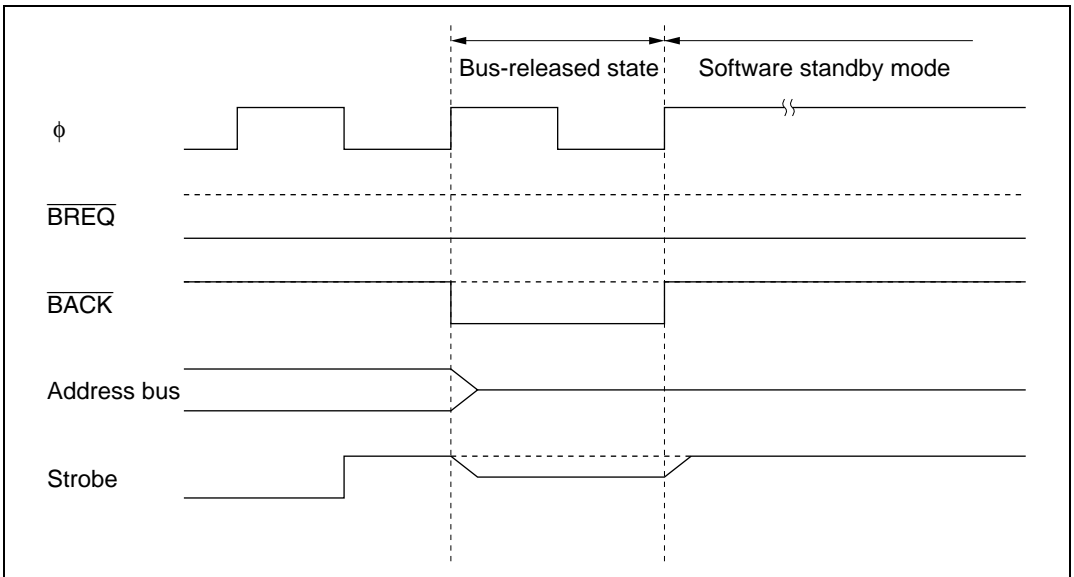 Bus-released state Software standby mode
ϕ
BREQ
BACK
Address bus
Strobe